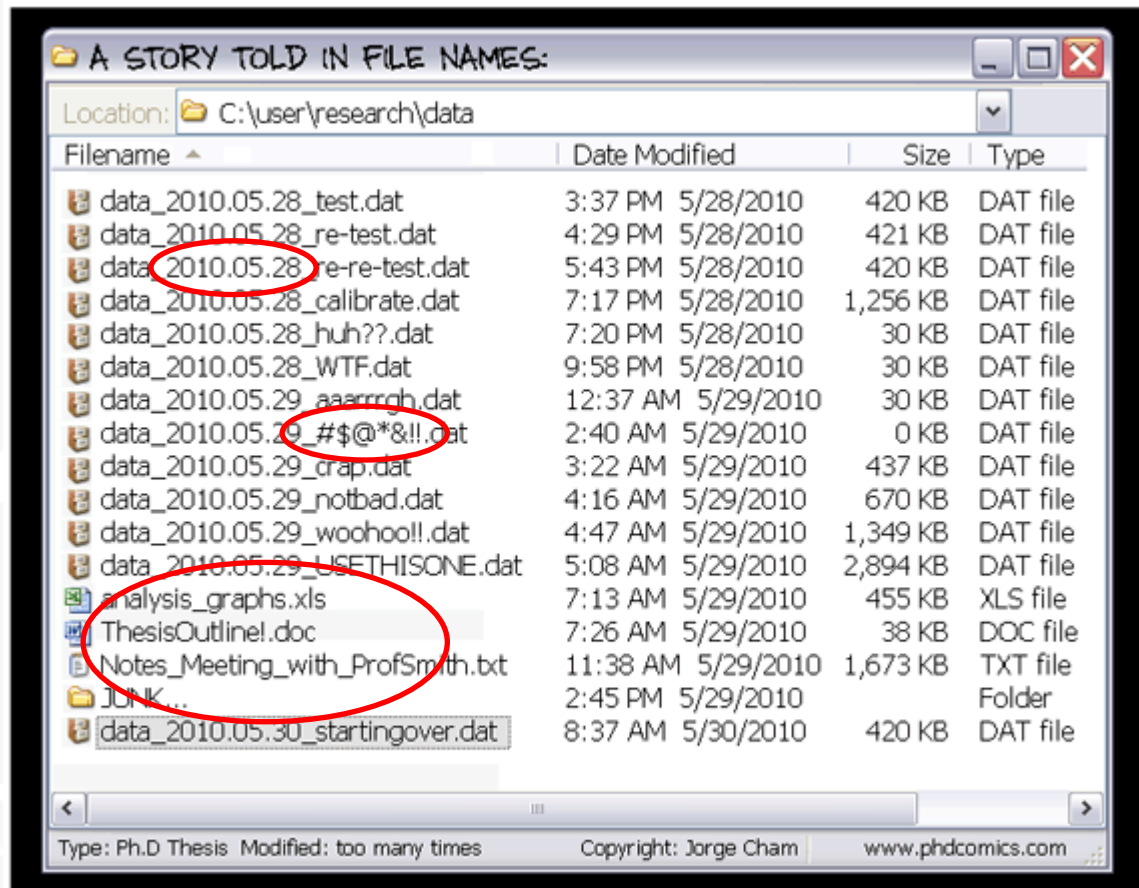 A STORY TOLD IN FILE NAMES:
Location: C:\user\research\data
Filename Date Modified Size Type
data_2010.05.28_test.dat 3:37 PM 5/28/2010 420 KB DAT file
data_2010.05.28_re-test.dat 4:29 PM 5/28/2010 421 KB DAT file
data_2010.05.28_re-re-test.dat 5:43 PM 5/28/2010 420 KB DAT file
data_2010.05.28_calibrate.dat 7:17 PM 5/28/2010 1,256 KB DAT file
data_2010.05.28_huh??.dat 7:20 PM 5/28/2010 30 KB DAT file
data_2010.05.28_WTF.dat 9:58 PM 5/28/2010 30 KB DAT file
data_2010.05.29_aaarrrgh.dat 12:37 AM 5/29/2010 30 KB DAT file
data_2010.05.29_#$@*&!!.dat 2:40 AM 5/29/2010 0 KB DAT file
data_2010.05.29_crap.dat 3:22 AM 5/29/2010 437 KB DAT file
data_2010.05.29_notbad.dat 4:16 AM 5/29/2010 670 KB DAT file
data_2010.05.29_woohoo!!.dat 4:47 AM 5/29/2010 1,349 KB DAT file
data_2010.05.29_USETHISONE.dat 5:08 AM 5/29/2010 2,894 KB DAT file
analysis_graphs.xls 7:13 AM 5/29/2010 455 KB XLS file
ThesisOutline!.doc 7:26 AM 5/29/2010 38 KB DOC file
Notes_Meeting_with_ProfSmith.txt 11:38 AM 5/29/2010 1,673 KB TXT file
JUNK... 2:45 PM 5/29/2010 Folder
data_2010.05.30_startingover.dat 8:37 AM 5/30/2010 420 KB DAT file
Type: Ph.D Thesis Modified: too many times Copyright: Jorge Cham www.phdcomics.com